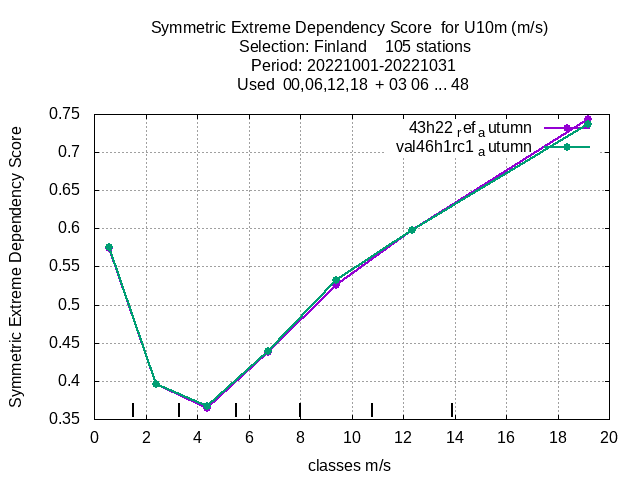 Symmetric Extreme Dependency Score  for U10m (m/s)
Selection: Finland    105 stations
Period: 20221001-20221031
Used  00,06,12,18  + 03 06 ... 48
43h22 ref a utumn
val46h1rc1 a utumn
Symmetric Extreme Dependency Score
0.75
0.7
0.65
0.6
0.55
0.5
0.45
0.4
0.35
0 2 4 6 8 10 12 14 16 18 20
classes m/s